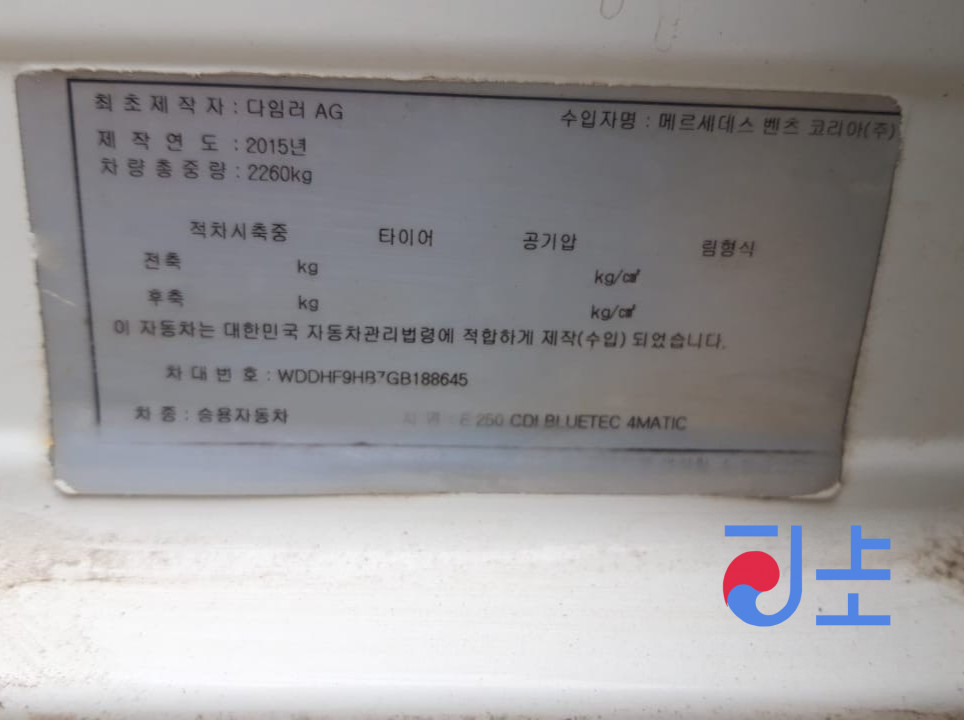 최초제작자 : 다임러 AG
수입자명 : 메르세데스 벤츠 코리아(주)
제 작 연 도 : 2015년
차량총중량 : 2260kg
적차시축중 타이어 공기압 림형식
전축 kg kg/㎠
후축 kg kg/㎠
이 자동차는 대한민국 자동차관리법령에 적합하게 제작(수입) 되었습니다.
차 대 번 호 : WDDHF9HB7GB188645
차 종 : 승용자동차 차 명 : E 250 CDI BLUETEC 4MATIC